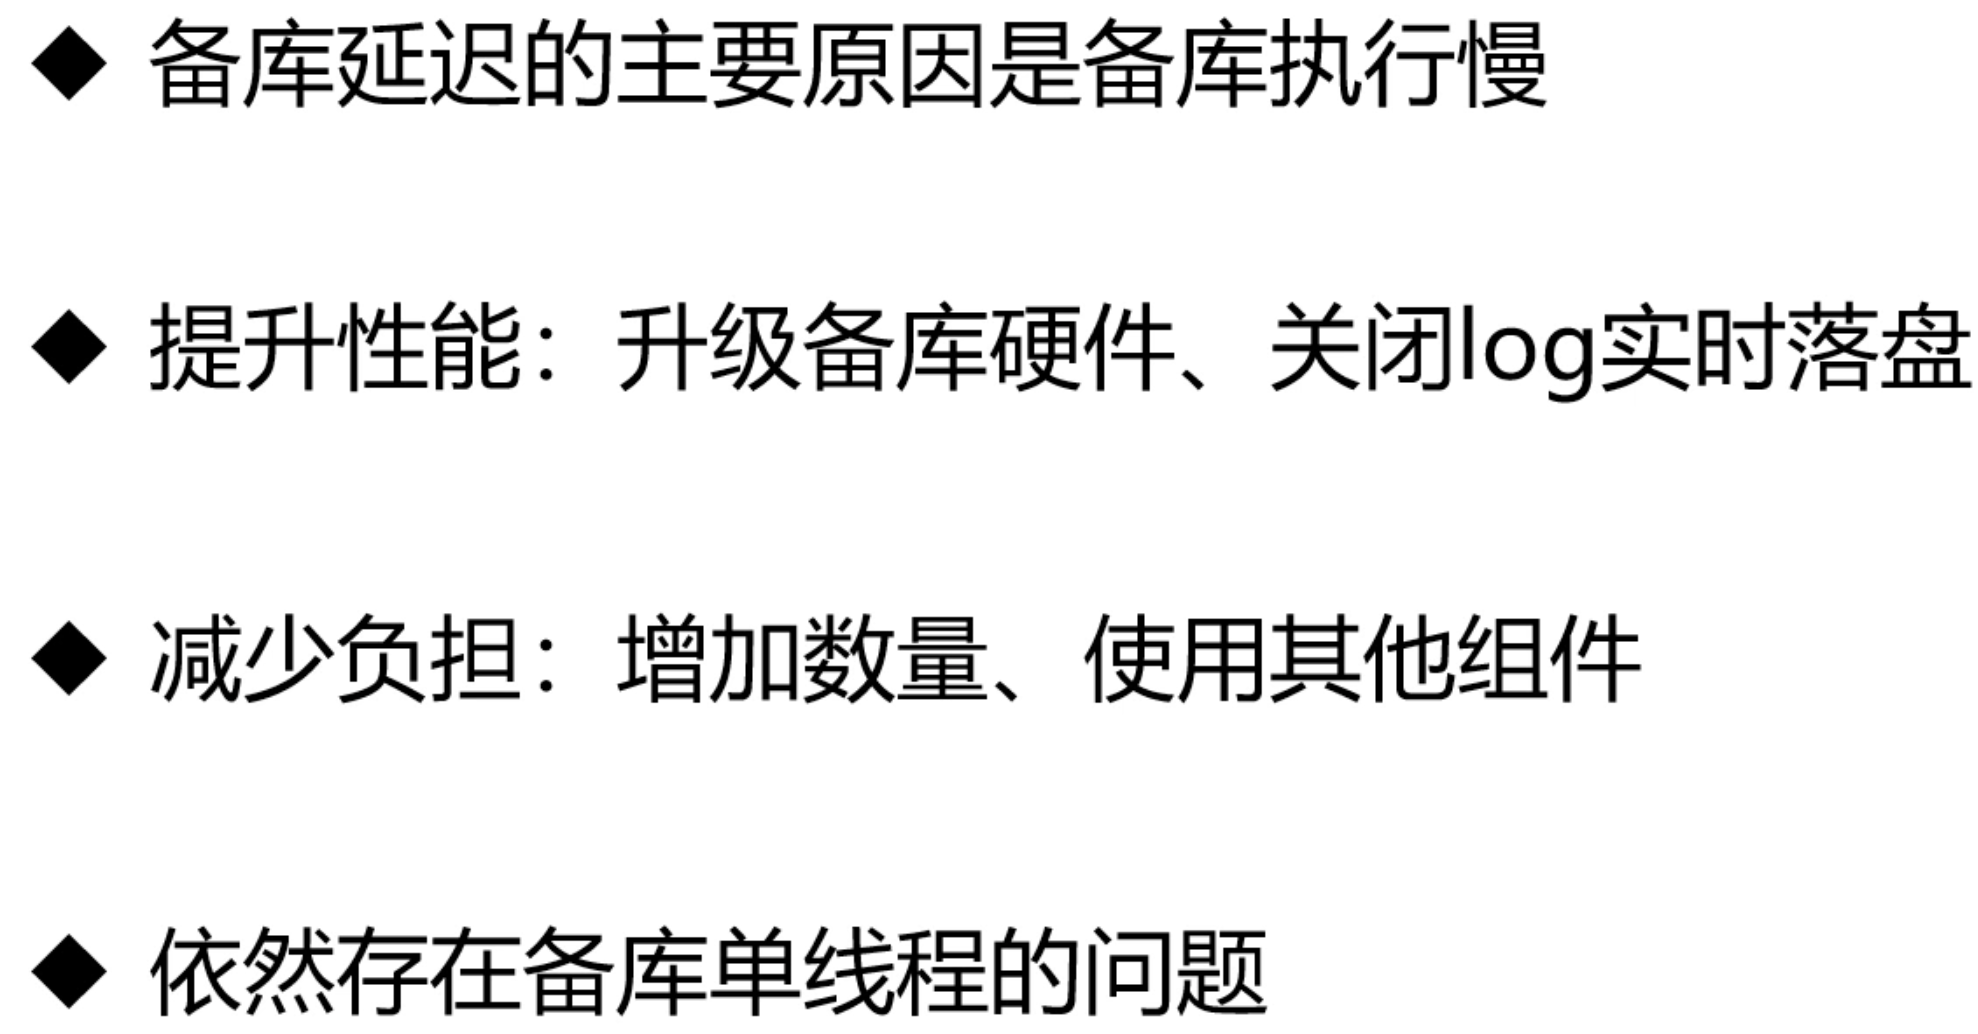 ◆ 备库延迟的主要原因是备库执行慢
◆ 提升性能：升级备库硬件、关闭log实时落盘
◆ 减少负担：增加数量、使用其他组件
◆ 依然存在备库单线程的问题